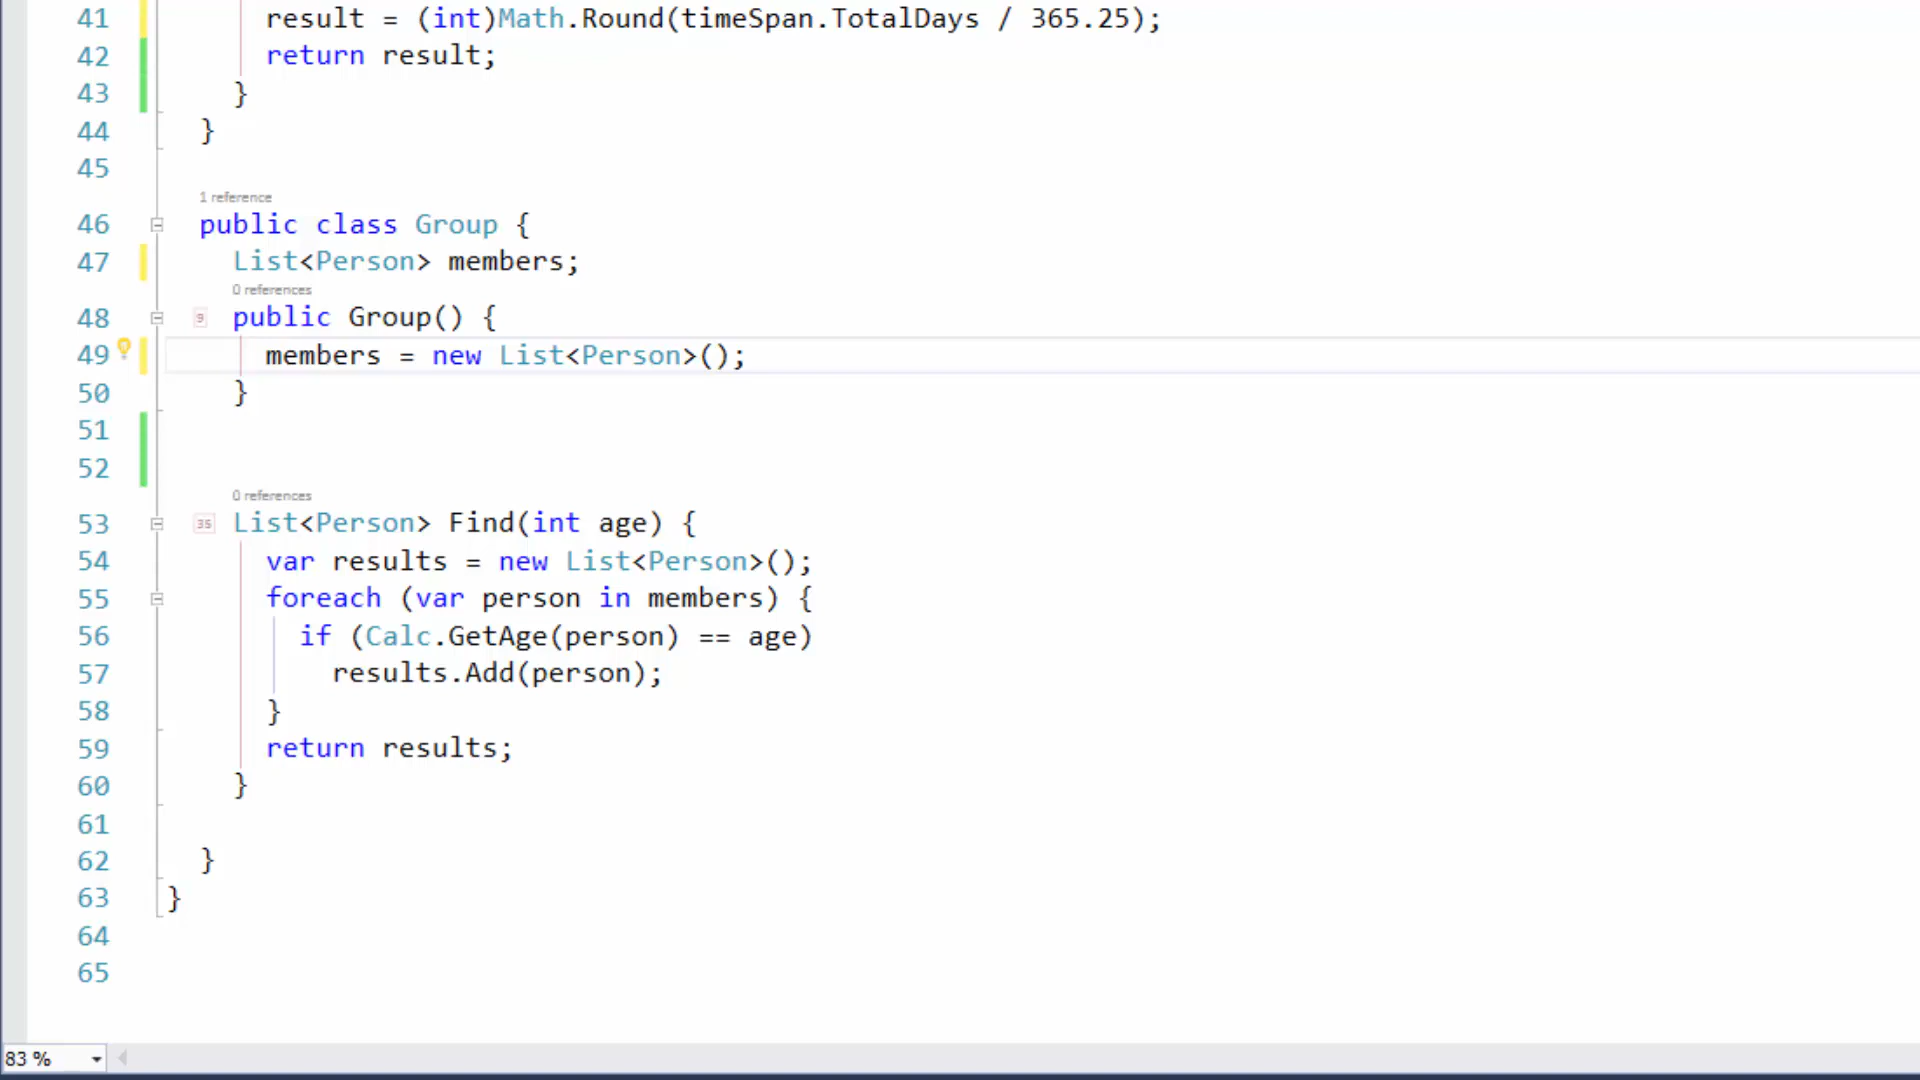 41 result = (int)Math.Round(timeSpan.TotalDays / 365.25);
42 return result;
43 }
44 }
45
1 reference
46 public class Group {
47 List<Person> members;
0 references
48 9 public Group() {
49 members = new List<Person>();
50 }
51
52
0 references
53 35 List<Person> Find(int age) {
54 var results = new List<Person>();
55 foreach (var person in members) {
56 if (Calc.GetAge(person) == age)
57 results.Add(person);
58 }
59 return results;
60 }
61
62 }
63 }
64
65
83 %